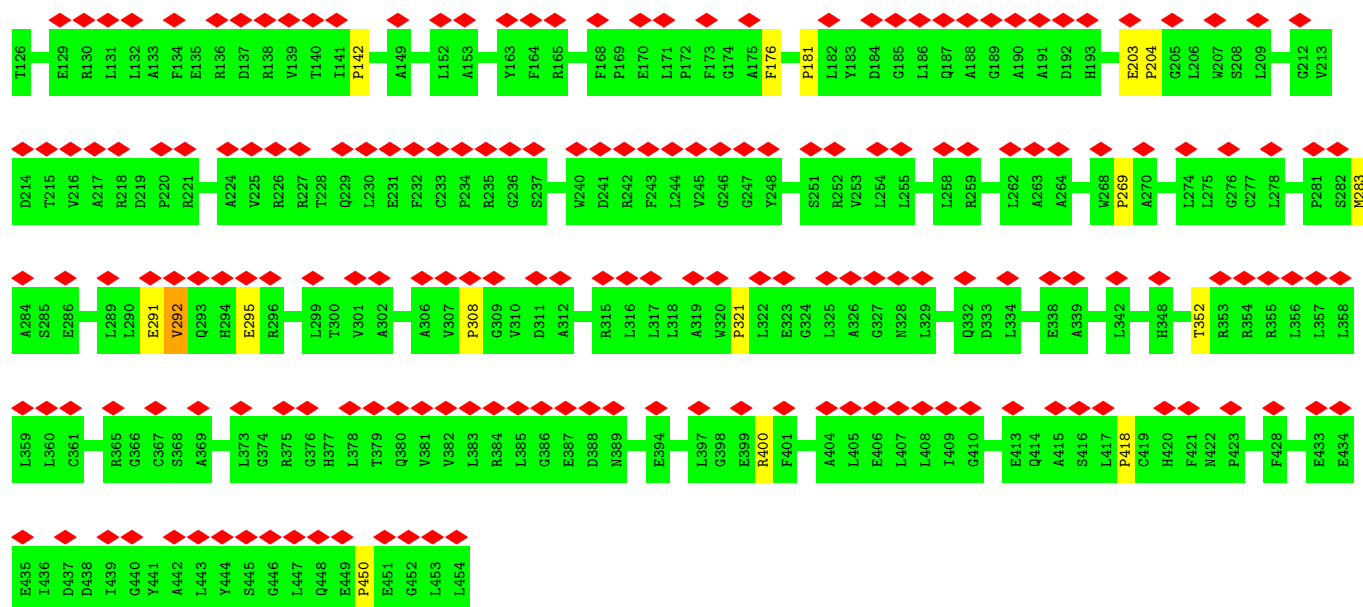 T126 E129 R130 L131 L132 A133 F134 E135 R136 D137 R138 V139 T140 I141 P142 A149 L152 A153 Y163 F164 R165 F168 P169 E170 L171 P172 F173 G174 A175 F176 P181 L182 Y183 D184 G185 L186 Q187 A188 G189 A190 A191 D192 H193 E203 P204 G205 L206 W207 S208 L209 G212 V213
D214 T215 V216 A217 R218 D219 P220 R221 A224 V225 R226 R227 T228 Q229 L230 E231 F232 C233 P234 R235 G236 S237 W240 D241 R242 F243 L244 V245 G246 G247 Y248 S251 R252 V253 L254 L255 L258 R259 L262 A263 A264 W268 P269 A270 L274 L275 G276 C277 L278 P281 S282 M283
A284 S285 E286 L289 L290 E291 V292 Q293 H294 E295 R296 L299 T300 V301 A302 A306 V307 P308 G309 V310 D311 A312 R315 L316 L317 L318 A319 W320 P321 L322 E323 G324 L325 A326 G327 N328 L329 Q332 D333 L334 E338 A339 L342 H348 T352 R353 R354 R355 L356 L357 L358
L359 L360 C361 R365 G366 C367 S368 A369 L373 G374 R375 G376 H377 L378 T379 Q380 V381 V382 L383 R384 L385 G386 E387 D388 N389 E394 L397 G398 E399 R400 F401 A404 L405 E406 L407 L408 I409 G410 E413 Q414 A415 S416 L417 P418 C419 H420 F421 N422 P423 F428 E433 E434
E435 I436 D437 D438 I439 G440 Y441 A442 L443 Y444 S445 G446 L447 Q448 E449 P450 E451 G452 L453 L454